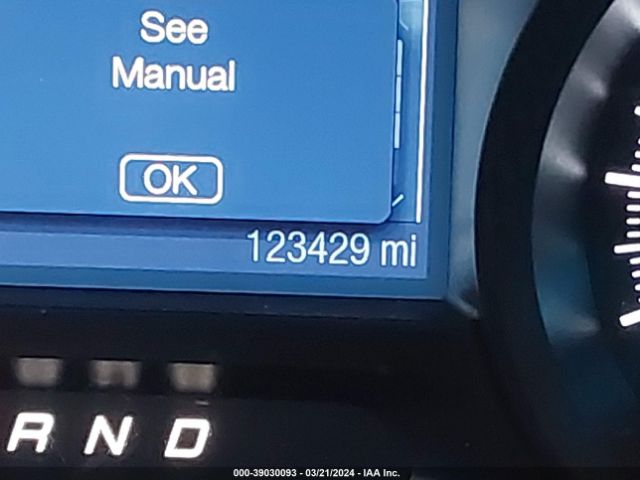 See
Manual
OK
123429 mi
R N D
000-39030093 - 03/21/2024 - IAA Inc.